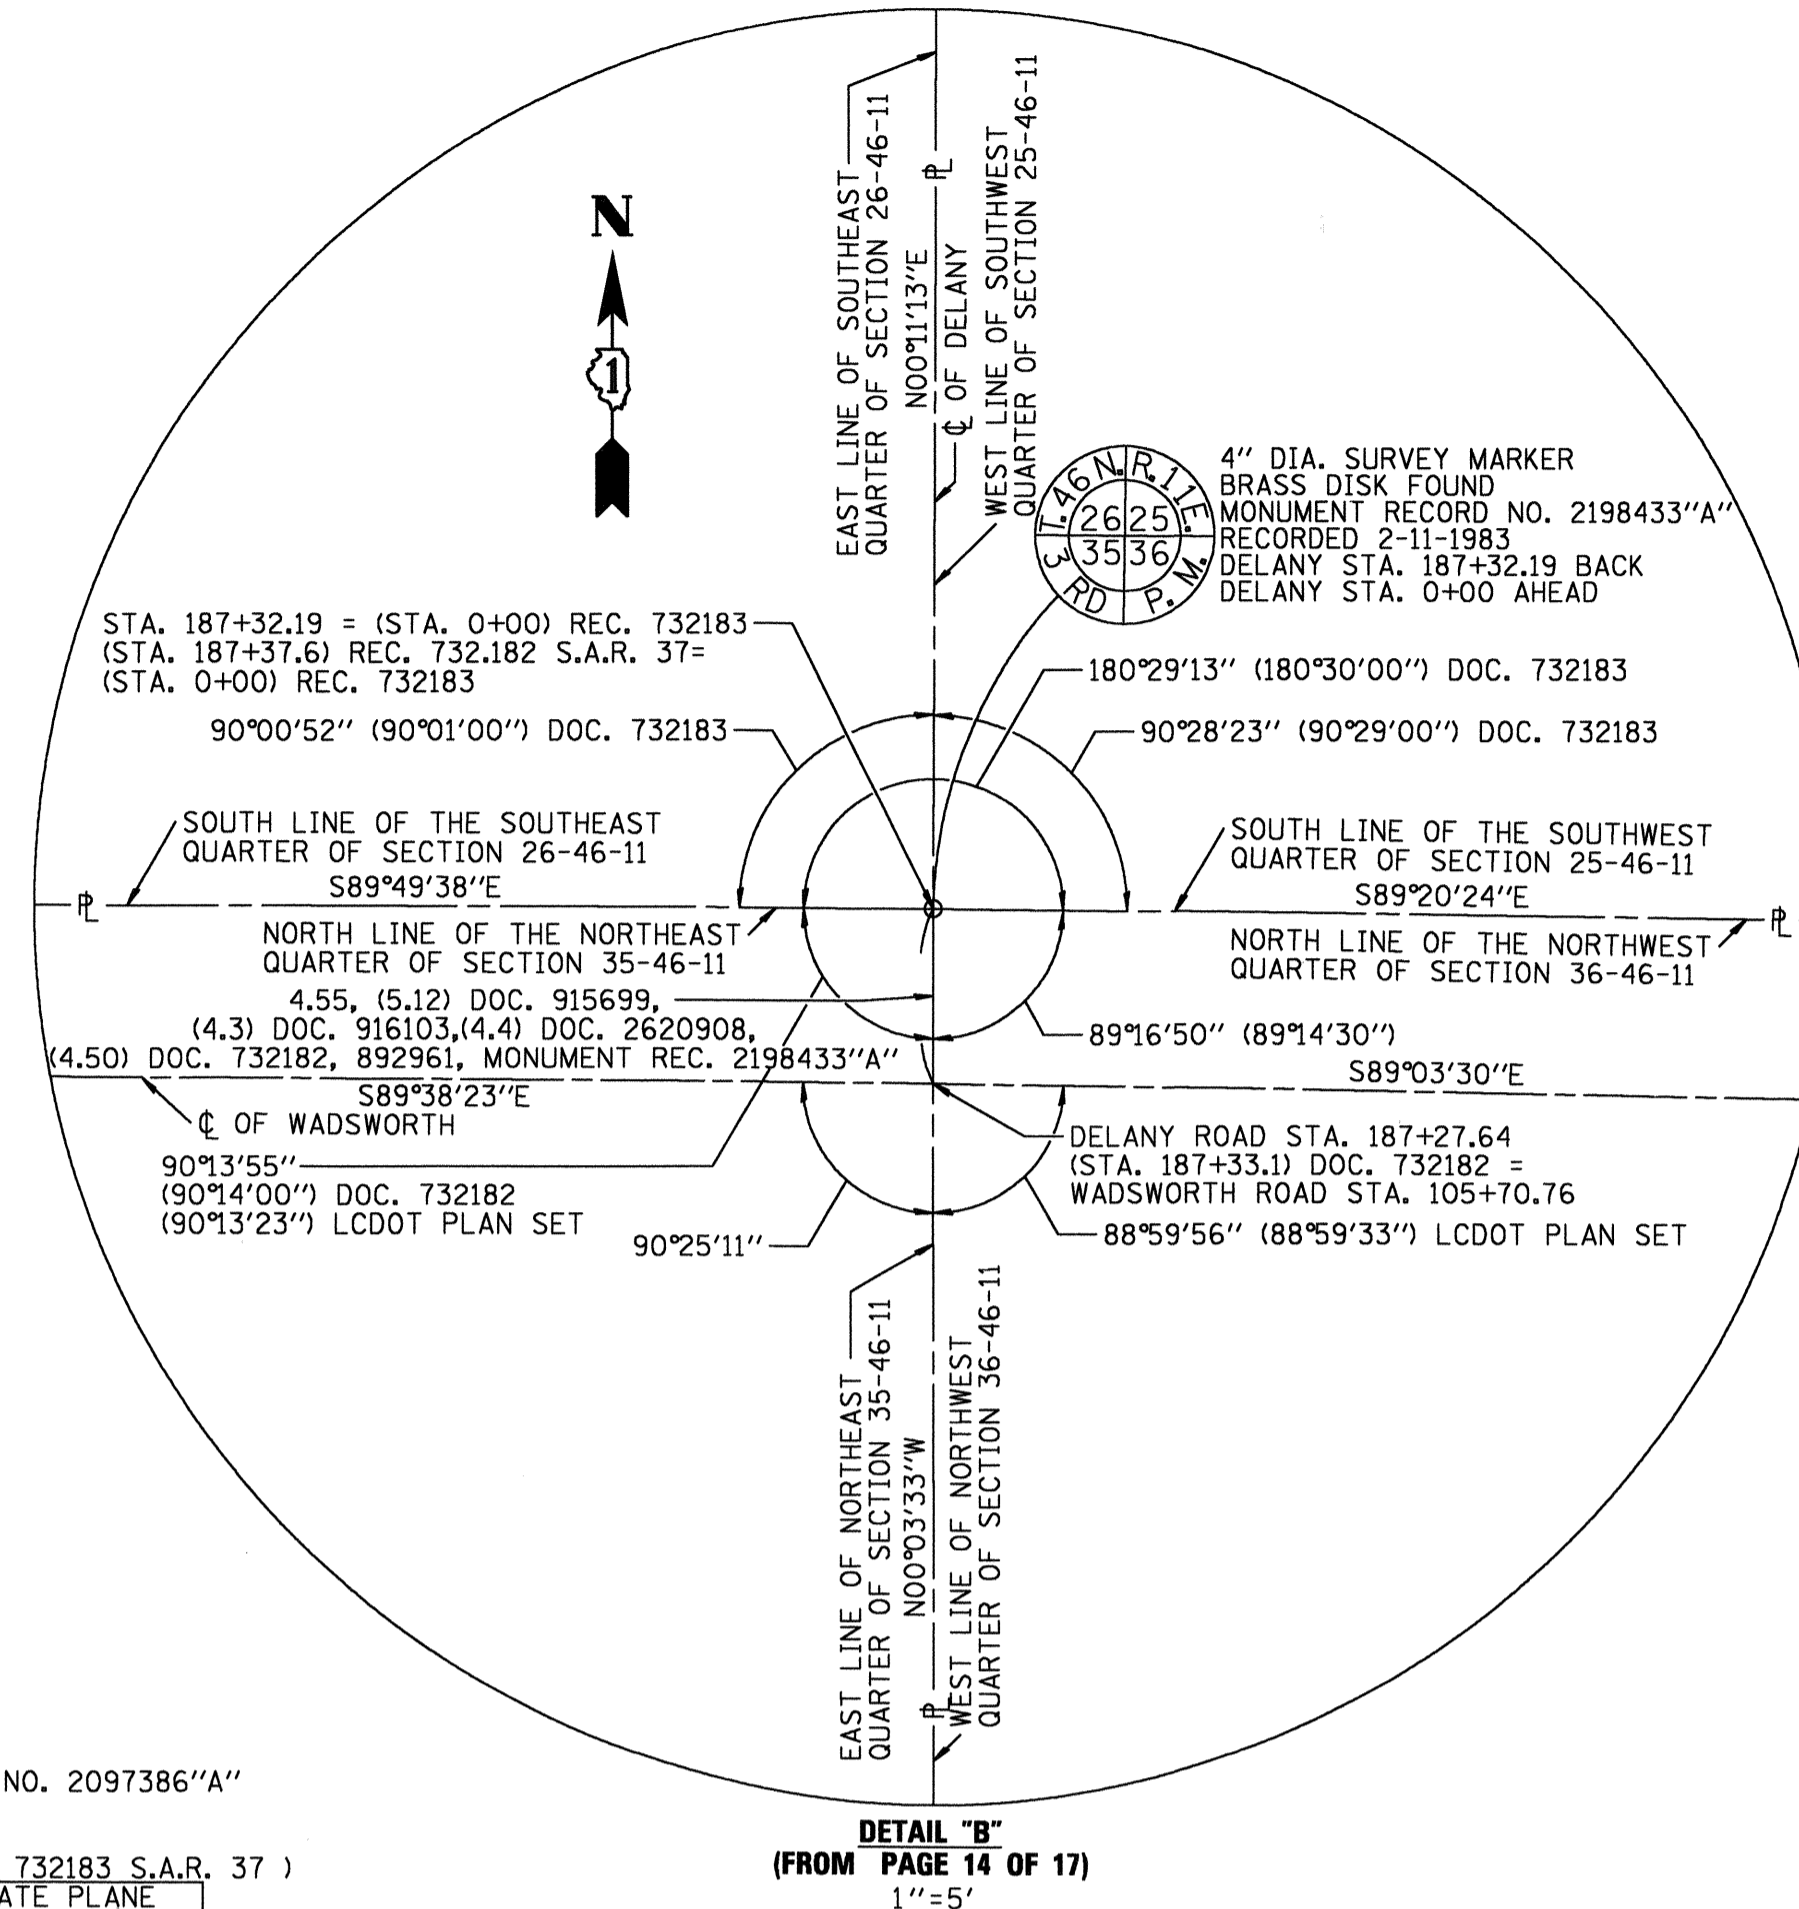 EAST LINE OF SOUTHEAST
QUARTER OF SECTION 26-46-11
N00°11'13"E
℄ OF DELANY
WEST LINE OF SOUTHWEST
QUARTER OF SECTION 25-46-11
℄
N
1
T.46 N. R.11E.
26 25
35 36
3 RD P. M.
4" DIA. SURVEY MARKER
BRASS DISK FOUND
MONUMENT RECORD NO. 2198433"A"
RECORDED 2-11-1983
DELANY STA. 187+32.19 BACK
DELANY STA. 0+00 AHEAD
STA. 187+32.19 = (STA. 0+00) REC. 732183
(STA. 187+37.6) REC. 732.182 S.A.R. 37=
(STA. 0+00) REC. 732183
180°29'13" (180°30'00") DOC. 732183
90°00'52" (90°01'00") DOC. 732183
90°28'23" (90°29'00") DOC. 732183
SOUTH LINE OF THE SOUTHEAST
QUARTER OF SECTION 26-46-11
S89°49'38"E
PL
NORTH LINE OF THE NORTHEAST
QUARTER OF SECTION 35-46-11
SOUTH LINE OF THE SOUTHWEST
QUARTER OF SECTION 25-46-11
S89°20'24"E
PL
NORTH LINE OF THE NORTHWEST
QUARTER OF SECTION 36-46-11
4.55, (5.12) DOC. 915699,
(4.3) DOC. 916103,(4.4) DOC. 2620908,
(4.50) DOC. 732182, 892961, MONUMENT REC. 2198433"A"
89°16'50" (89°14'30")
S89°38'23"E
S89°03'30"E
℄ OF WADSWORTH
90°13'55"
(90°14'00") DOC. 732182
(90°13'23") LCDOT PLAN SET
DELANY ROAD STA. 187+27.64
(STA. 187+33.1) DOC. 732182 =
WADSWORTH ROAD STA. 105+70.76
90°25'11"
88°59'56" (88°59'33") LCDOT PLAN SET
EAST LINE OF NORTHEAST
QUARTER OF SECTION 35-46-11
N00°03'33"W
PL
WEST LINE OF NORTHWEST
QUARTER OF SECTION 36-46-11
NO. 2097386"A"
732183 S.A.R. 37 )
ATE PLANE
DETAIL "B"
(FROM PAGE 14 OF 17)
1"=5'